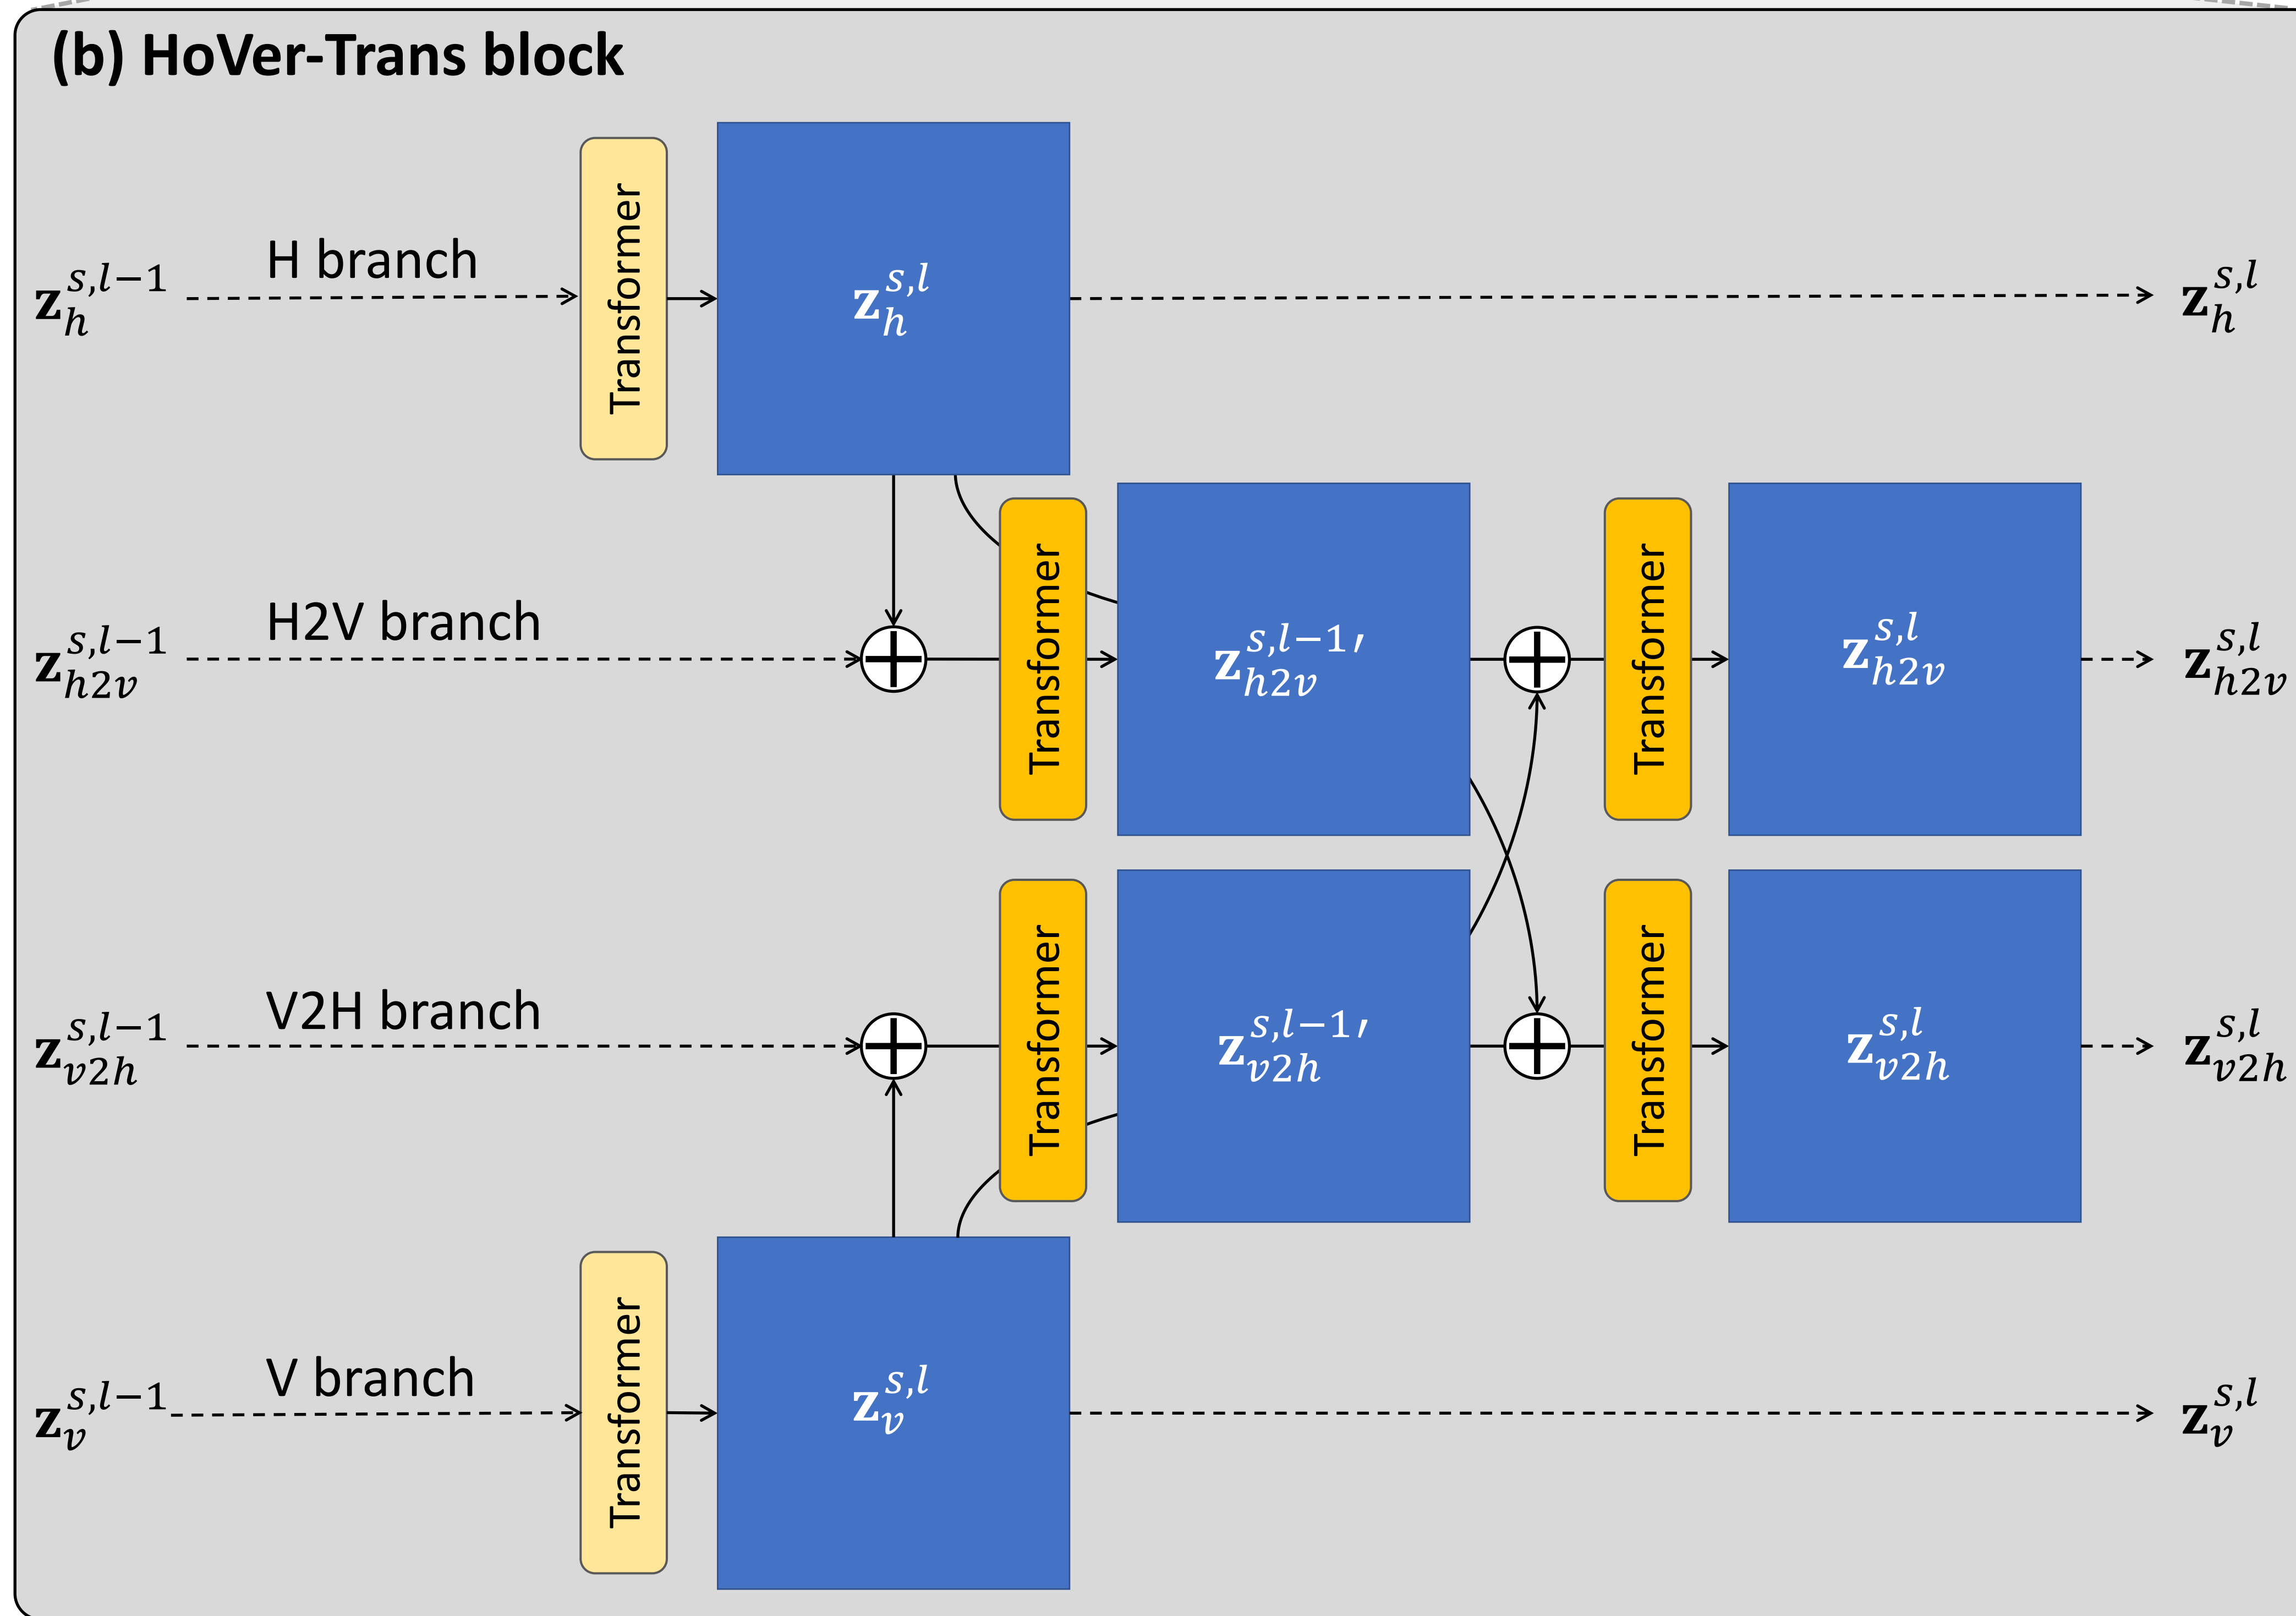 (b) HoVer-Trans block
z_h^{s,l-1}
H branch
Transformer
z_h^{s,l}
z_h^{s,l}
z_{h2v}^{s,l-1}
H2V branch
Transformer
z_{h2v}^{s,l-1}′
Transformer
z_{h2v}^{s,l}
z_{h2v}^{s,l}
z_{v2h}^{s,l-1}
V2H branch
Transformer
z_{v2h}^{s,l-1}′
Transformer
z_{v2h}^{s,l}
z_{v2h}^{s,l}
z_v^{s,l-1}
V branch
Transformer
z_v^{s,l}
z_v^{s,l}